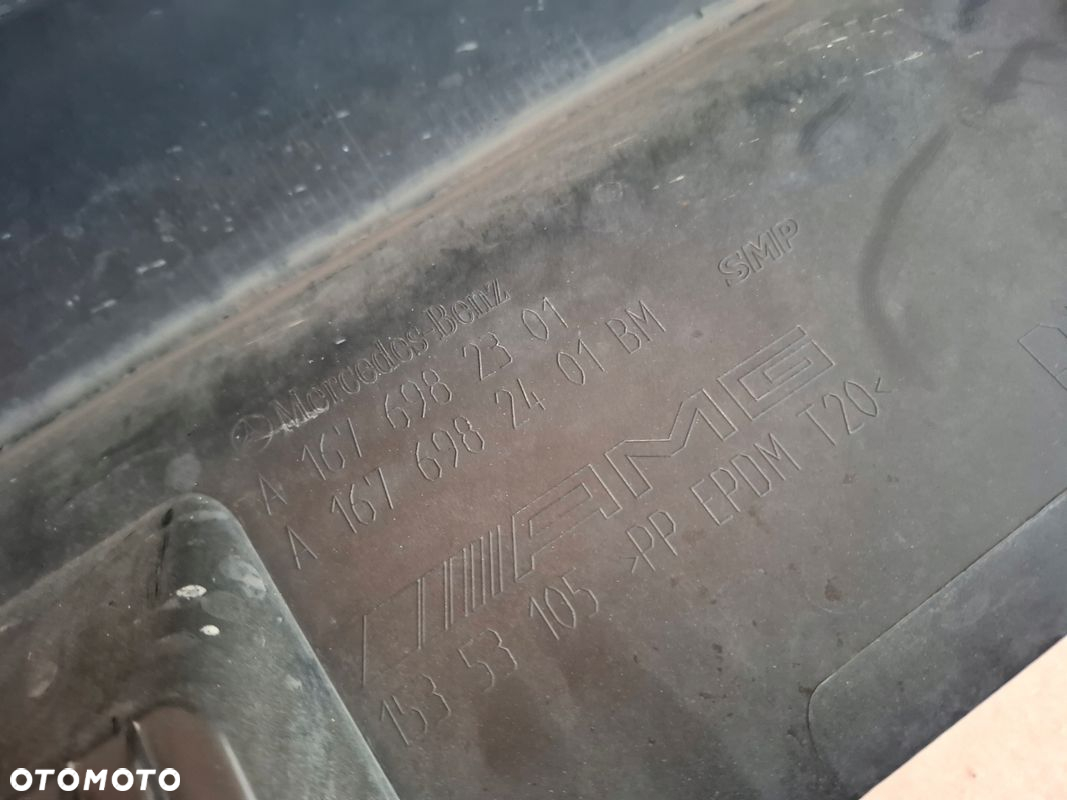 Mercedes-Benz
A 167 698 23 01
A 167 698 24 01 BM
SMP
AMG
153 53 105 >PP EPDM T20<
OTOMOTO